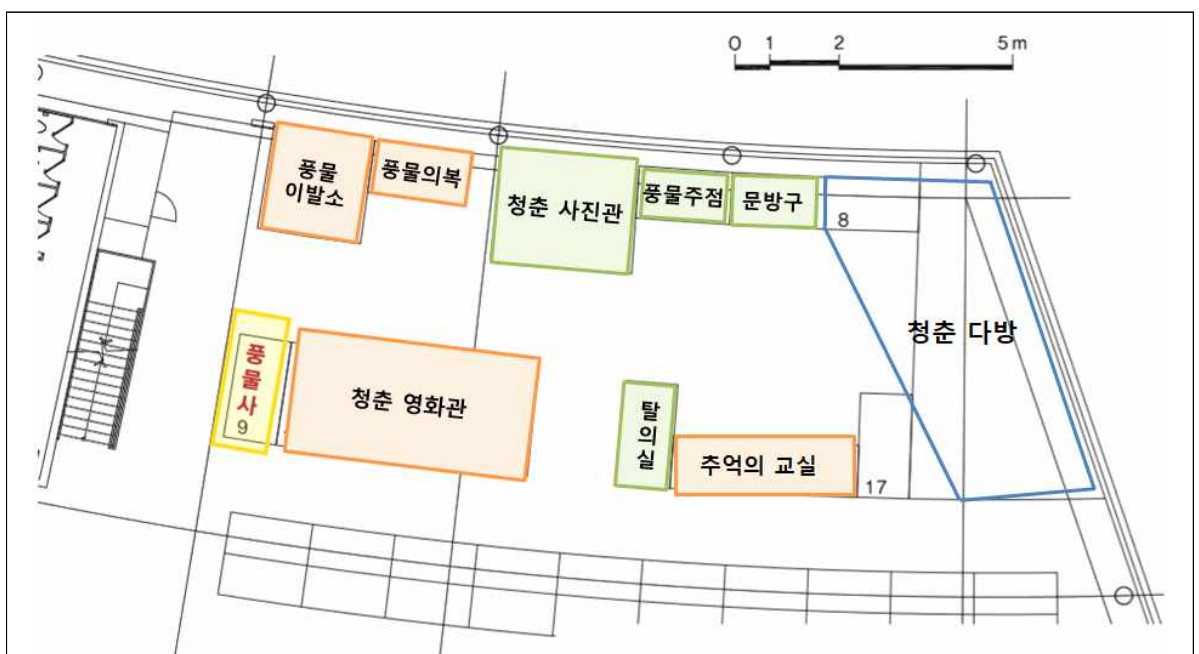 0 1 2 5 m
풍물
이발소
풍물의복
청춘 사진관
풍물주점
문방구
8
청춘 다방
풍물사
9
청춘 영화관
탈의실
추억의 교실
17